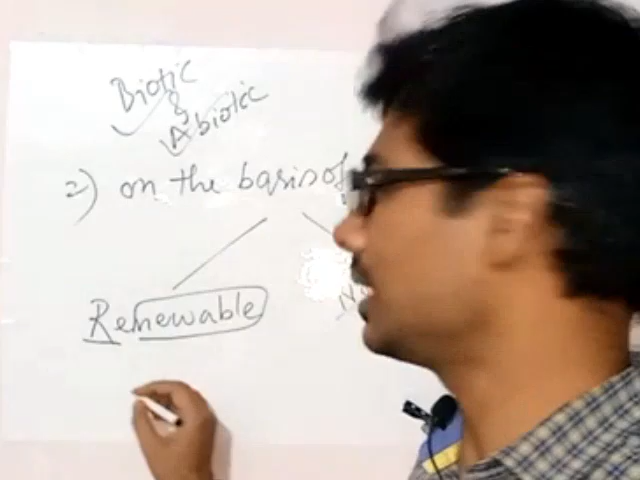 Biotic
&
Abiotic
2) on the basis of
Renewable